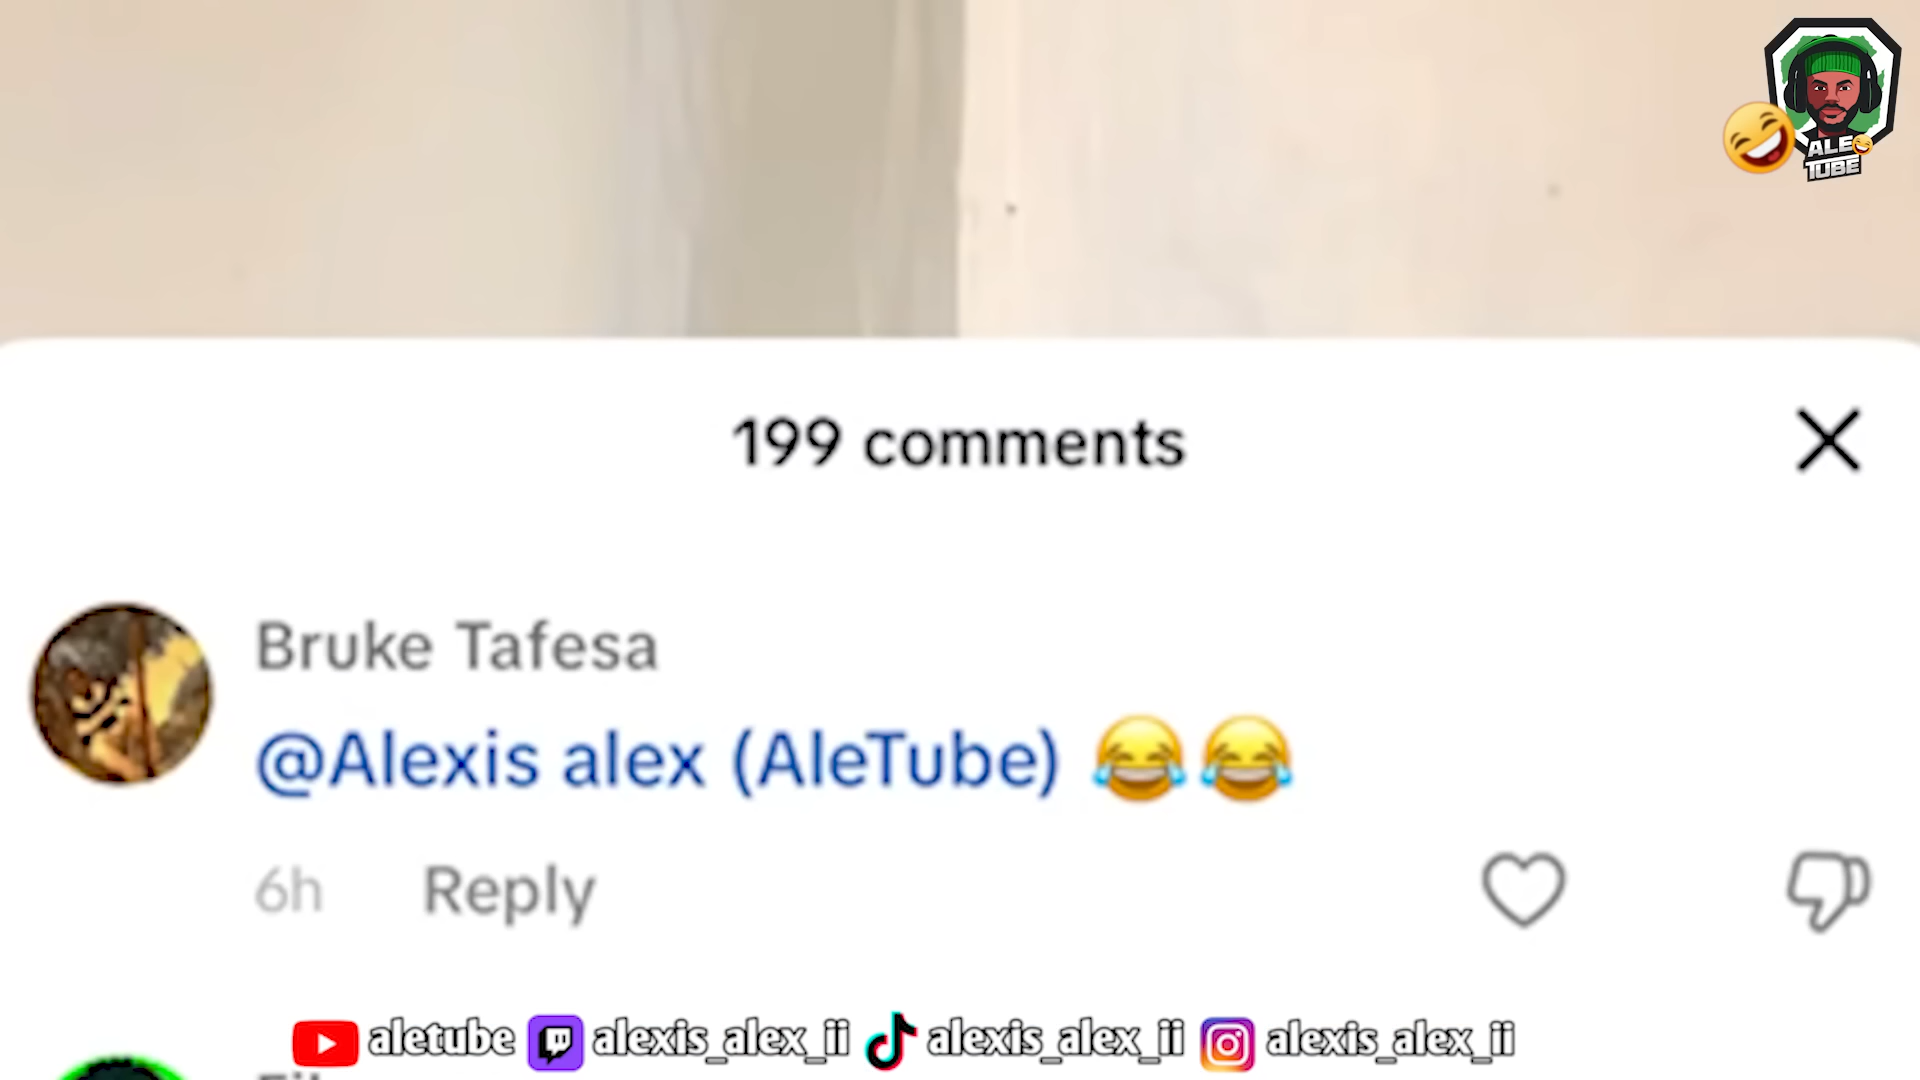 ALE
TUBE
199 comments
Bruke Tafesa
@Alexis alex (AleTube) 😂😂
6h Reply
aletube alexis_alex_ii alexis_alex_ii alexis_alex_ii